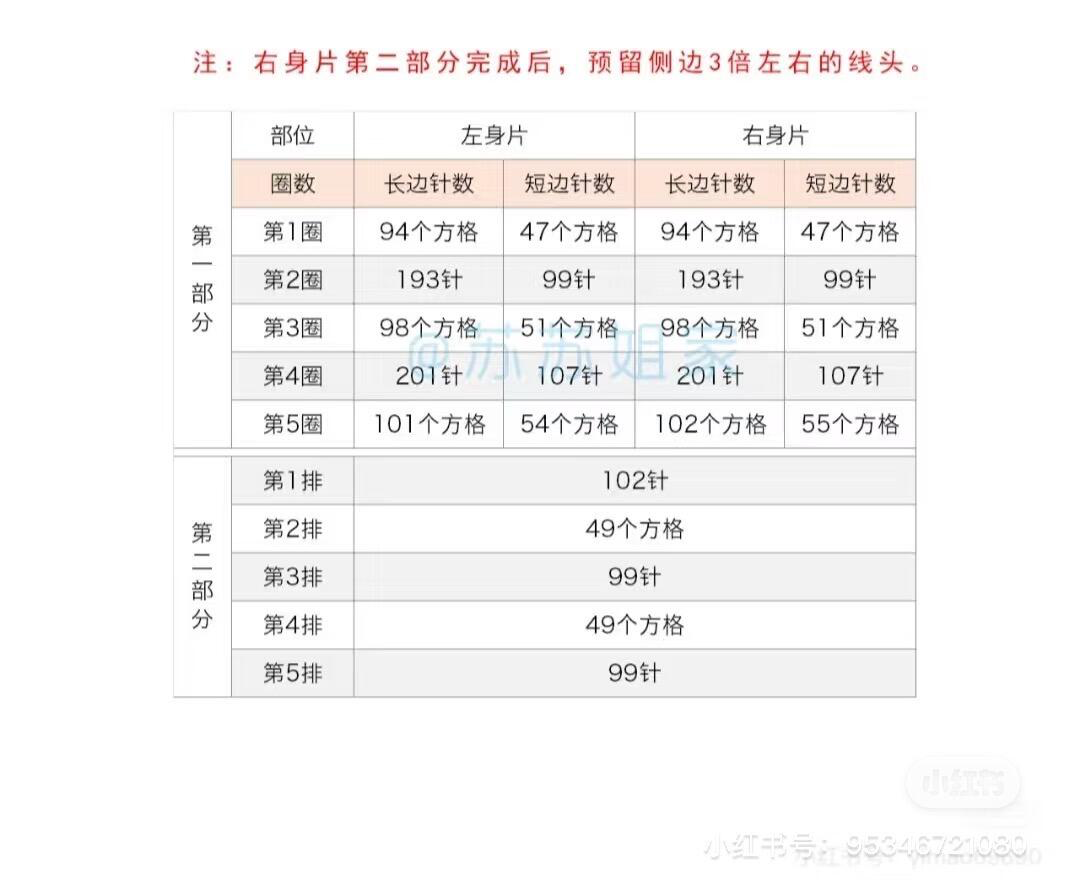 注：右身片第二部分完成后，预留侧边3倍左右的线头。
部位 左身片 右身片
圈数 长边针数 短边针数 长边针数 短边针数
第一部分
第1圈 94个方格 47个方格 94个方格 47个方格
第2圈 193针 99针 193针 99针
第3圈 98个方格 51个方格 98个方格 51个方格
@苏苏姐家
第4圈 201针 107针 201针 107针
第5圈 101个方格 54个方格 102个方格 55个方格
第二部分
第1排 102针
第2排 49个方格
第3排 99针
第4排 49个方格
第5排 99针
小红书
小红书号：95346721080